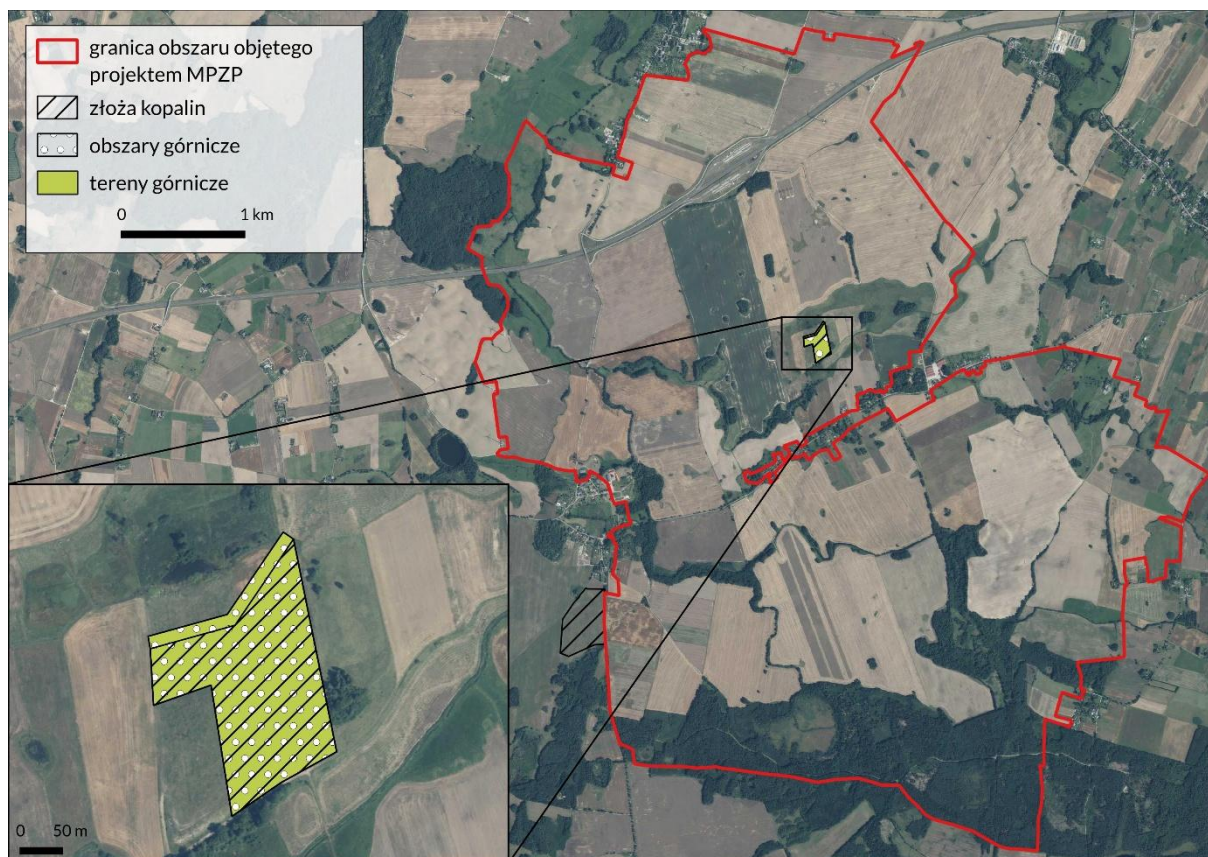 granica obszaru objętego
projektem MPZP
złoża kopalin
obszary górnicze
tereny górnicze
0 1 km
0 50 m